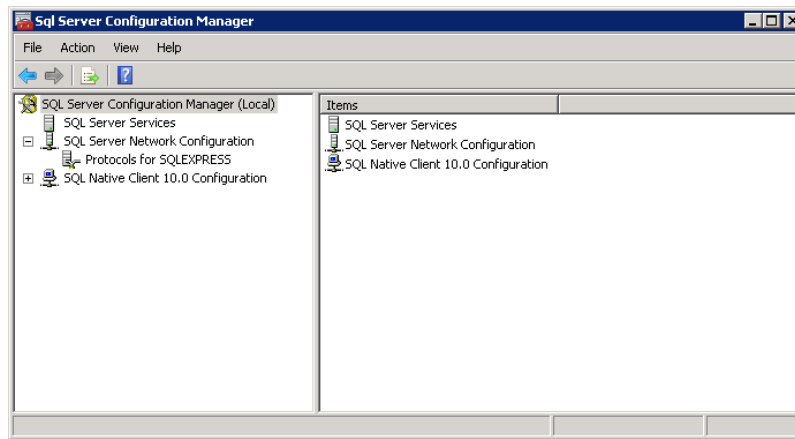 Sql Server Configuration Manager
File Action View Help
SQL Server Configuration Manager (Local)
SQL Server Services
SQL Server Network Configuration
Protocols for SQLEXPRESS
SQL Native Client 10.0 Configuration
Items
SQL Server Services
SQL Server Network Configuration
SQL Native Client 10.0 Configuration